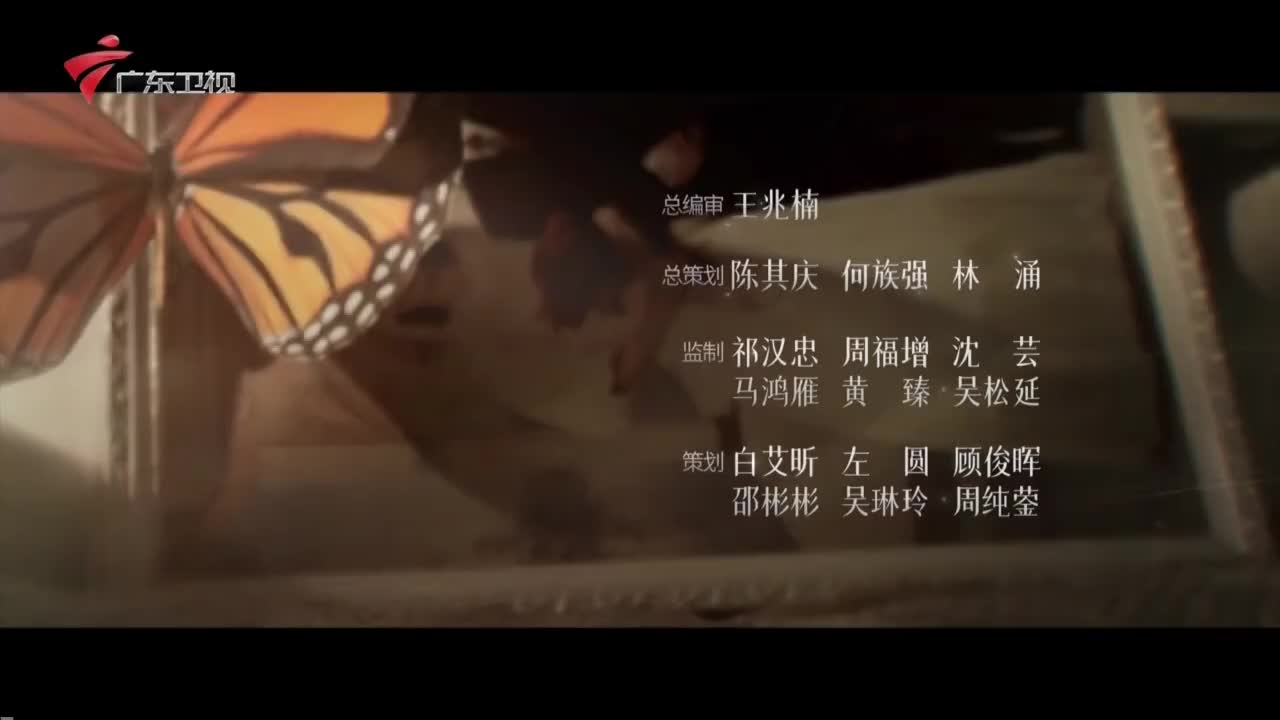 广东卫视
总编审 王兆楠
总策划 陈其庆 何族强 林 涌
监制 祁汉忠 周福增 沈 芸
马鸿雁 黄 臻 吴松延
策划 白艾昕 左 圆 顾俊晖
邵彬彬 吴琳玲 周纯蓥